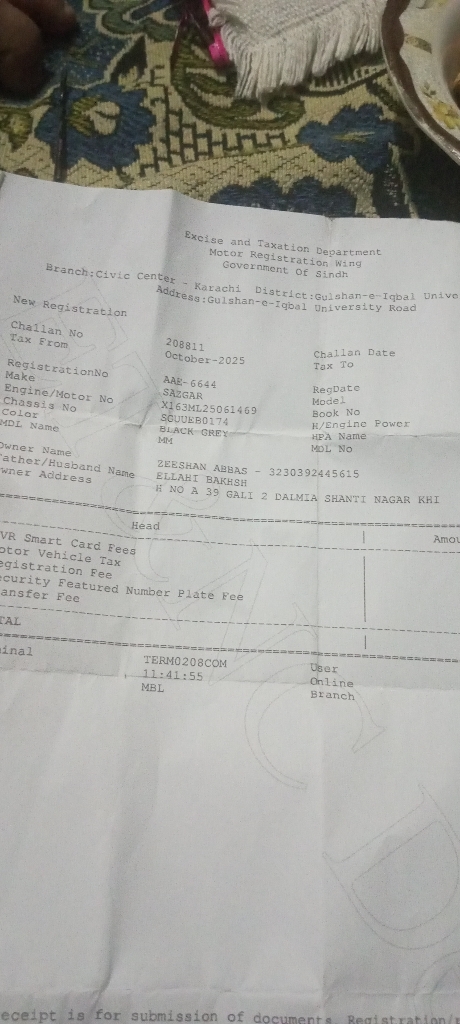 Excise and Taxation Department
Motor Registration Wing
Government Of Sindh
Branch:Civic Center - Karachi District:Gulshan-e-Iqbal Unive
Address:Gulshan-e-Iqbal University Road
New Registration
Challan No 208811 Challan Date
Tax From October-2025 Tax To
RegistrationNo AAE-6644 RegDate
Make SAZGAR Model
Engine/Motor No X163ML25061469 Book No
Chassis No SGUUEB0174 H/Engine Power
Color BLACK GREY HPA Name
MDL Name MM MDL No
Owner Name ZEESHAN ABBAS - 3230392445615
Father/Husband Name ELLAHI BAKHSH
wner Address H NO A 39 GALI 2 DALMIA SHANTI NAGAR KHI
Head | Amou
VR Smart Card Fees
otor Vehicle Tax
egistration Fee
ecurity Featured Number Plate Fee
ansfer Fee
TAL
inal TERM0208COM User
11:41:55 Online
MBL Branch
eceipt is for submission of documents. Registration/